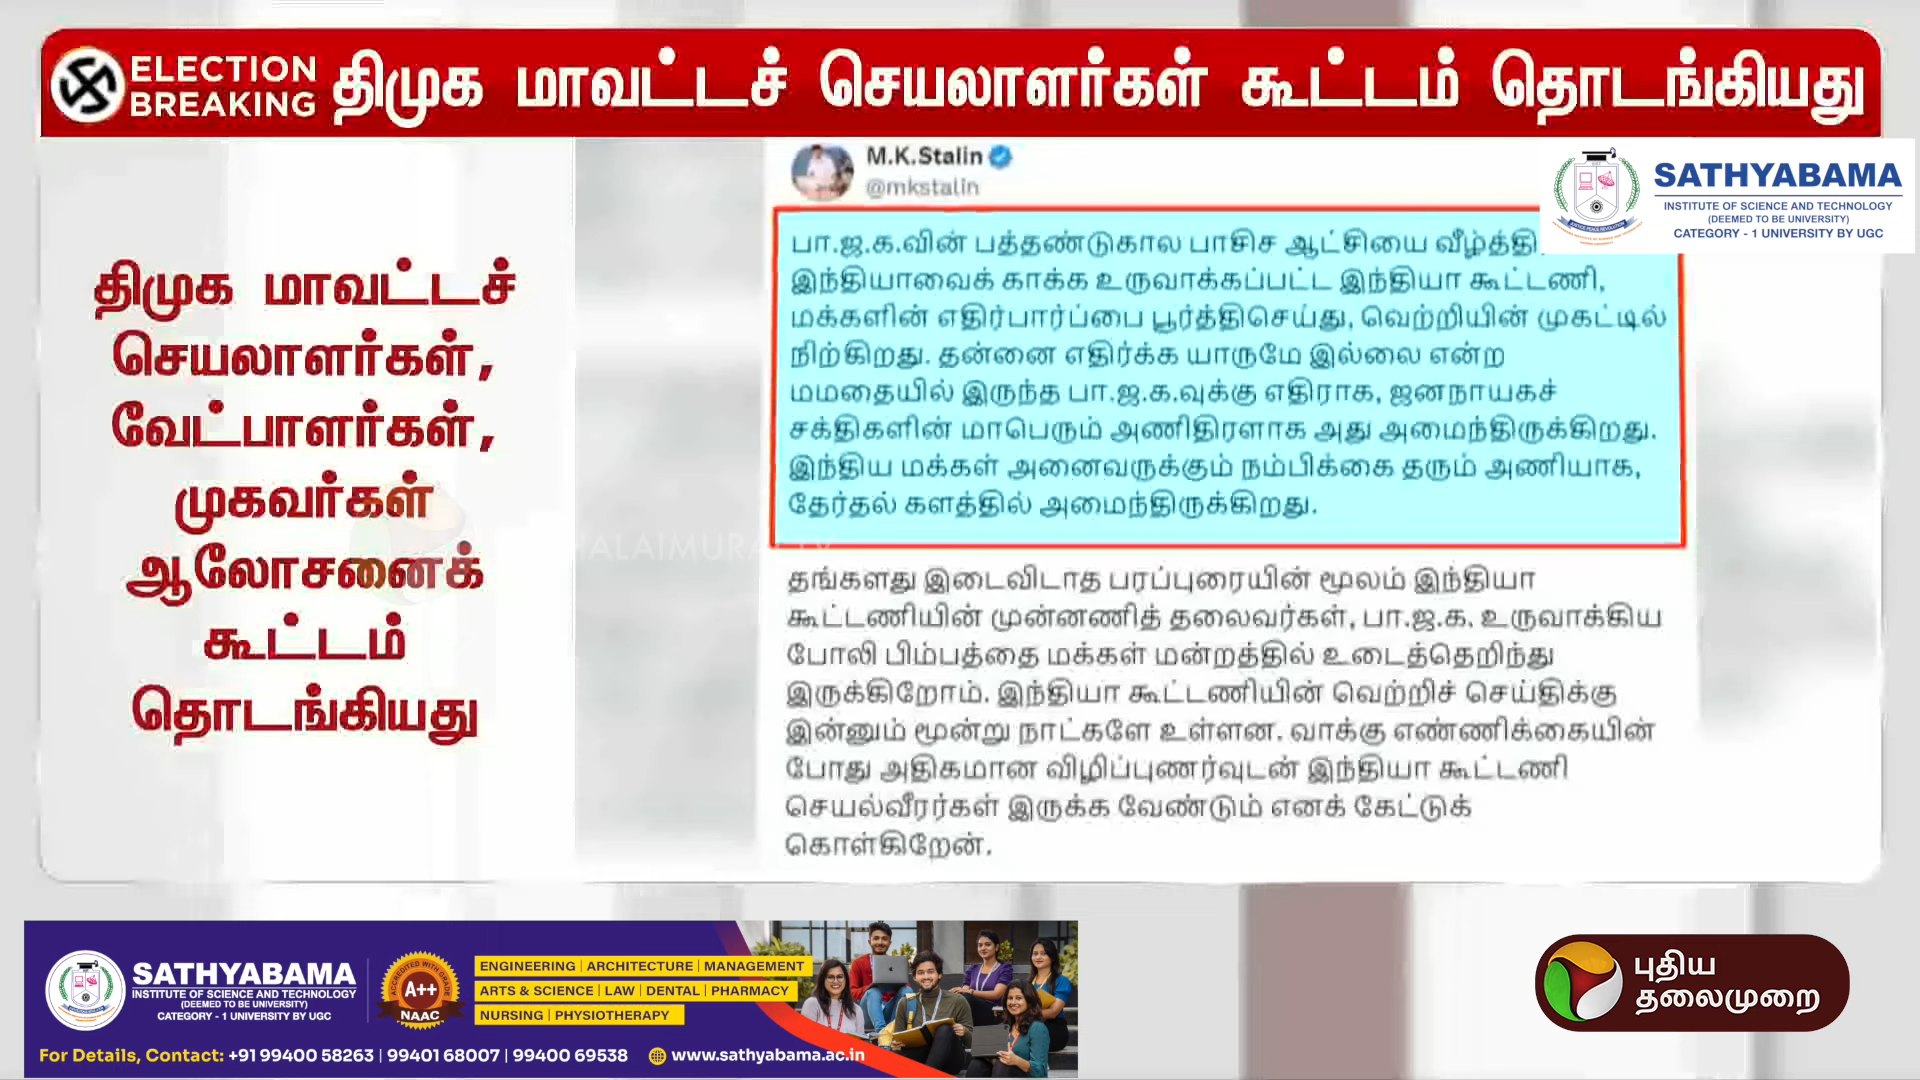 ELECTION
BREAKING
திமுக மாவட்டச் செயலாளர்கள் கூட்டம் தொடங்கியது
திமுக மாவட்டச்
செயலாளர்கள்,
வேட்பாளர்கள்,
முகவர்கள்
ஆலோசனைக்
கூட்டம்
தொடங்கியது
M.K.Stalin
@mkstalin
பா.ஜ.க.வின் பத்தண்டுகால பாசிச ஆட்சியை வீழ்த்தி
இந்தியாவைக் காக்க உருவாக்கப்பட்ட இந்தியா கூட்டணி,
மக்களின் எதிர்பார்ப்பை பூர்த்திசெய்து, வெற்றியின் முகட்டில்
நிற்கிறது. தன்னை எதிர்க்க யாருமே இல்லை என்ற
மமதையில் இருந்த பா.ஜ.க.வுக்கு எதிராக, ஜனநாயகச்
சக்திகளின் மாபெரும் அணிதிரளாக அது அமைந்திருக்கிறது.
இந்திய மக்கள் அனைவருக்கும் நம்பிக்கை தரும் அணியாக,
தேர்தல் களத்தில் அமைந்திருக்கிறது.
தங்களது இடைவிடாத பரப்புரையின் மூலம் இந்தியா
கூட்டணியின் முன்னணித் தலைவர்கள், பா.ஜ.க. உருவாக்கிய
போலி பிம்பத்தை மக்கள் மன்றத்தில் உடைத்தெறிந்து
இருக்கிறோம். இந்தியா கூட்டணியின் வெற்றிச் செய்திக்கு
இன்னும் மூன்று நாட்களே உள்ளன. வாக்கு எண்ணிக்கையின்
போது அதிகமான விழிப்புணர்வுடன் இந்தியா கூட்டணி
செயல்வீரர்கள் இருக்க வேண்டும் எனக் கேட்டுக்
கொள்கிறேன்.
SATHYABAMA
INSTITUTE OF SCIENCE AND TECHNOLOGY
(DEEMED TO BE UNIVERSITY)
CATEGORY - 1 UNIVERSITY BY UGC
SATHYABAMA
INSTITUTE OF SCIENCE AND TECHNOLOGY
(DEEMED TO BE UNIVERSITY)
CATEGORY - 1 UNIVERSITY BY UGC
ACCREDITED WITH GRADE
A++
NAAC
ENGINEERING | ARCHITECTURE | MANAGEMENT
ARTS & SCIENCE | LAW | DENTAL | PHARMACY
NURSING | PHYSIOTHERAPY
For Details, Contact: +91 99400 58263 | 99401 68007 | 99400 69538 www.sathyabama.ac.in
புதிய
தலைமுறை